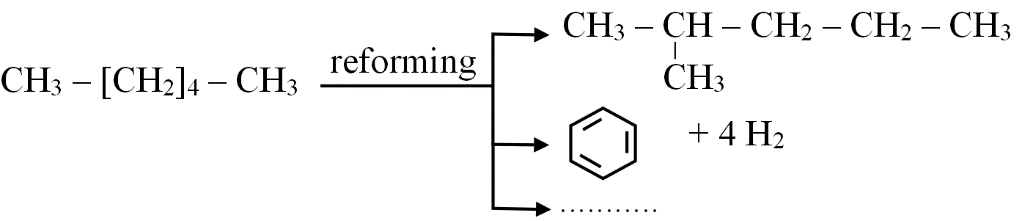 CH₃ – CH – CH₂ – CH₂ – CH₃
CH₃
CH₃ – [CH₂]₄ – CH₃
reforming
+ 4 H₂
...........